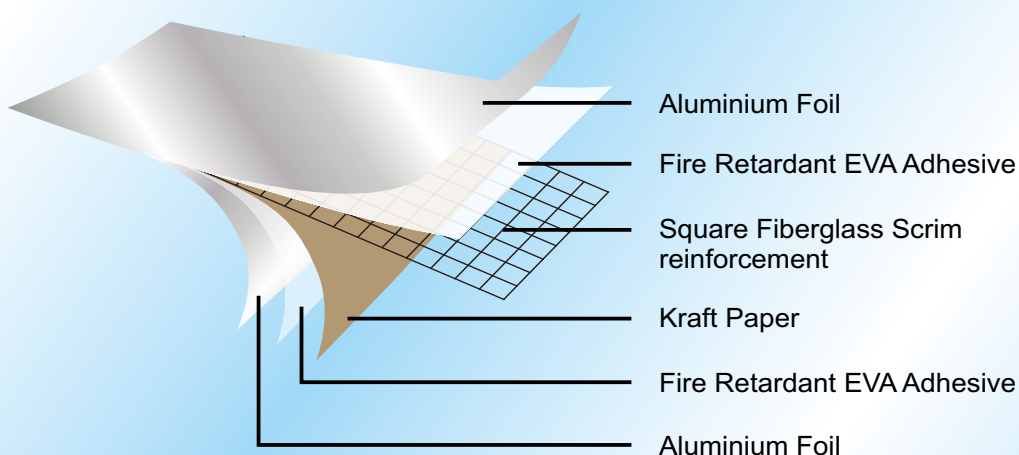 Aluminium Foil
Fire Retardant EVA Adhesive
Square Fiberglass Scrim
reinforcement
Kraft Paper
Fire Retardant EVA Adhesive
Aluminium Foil